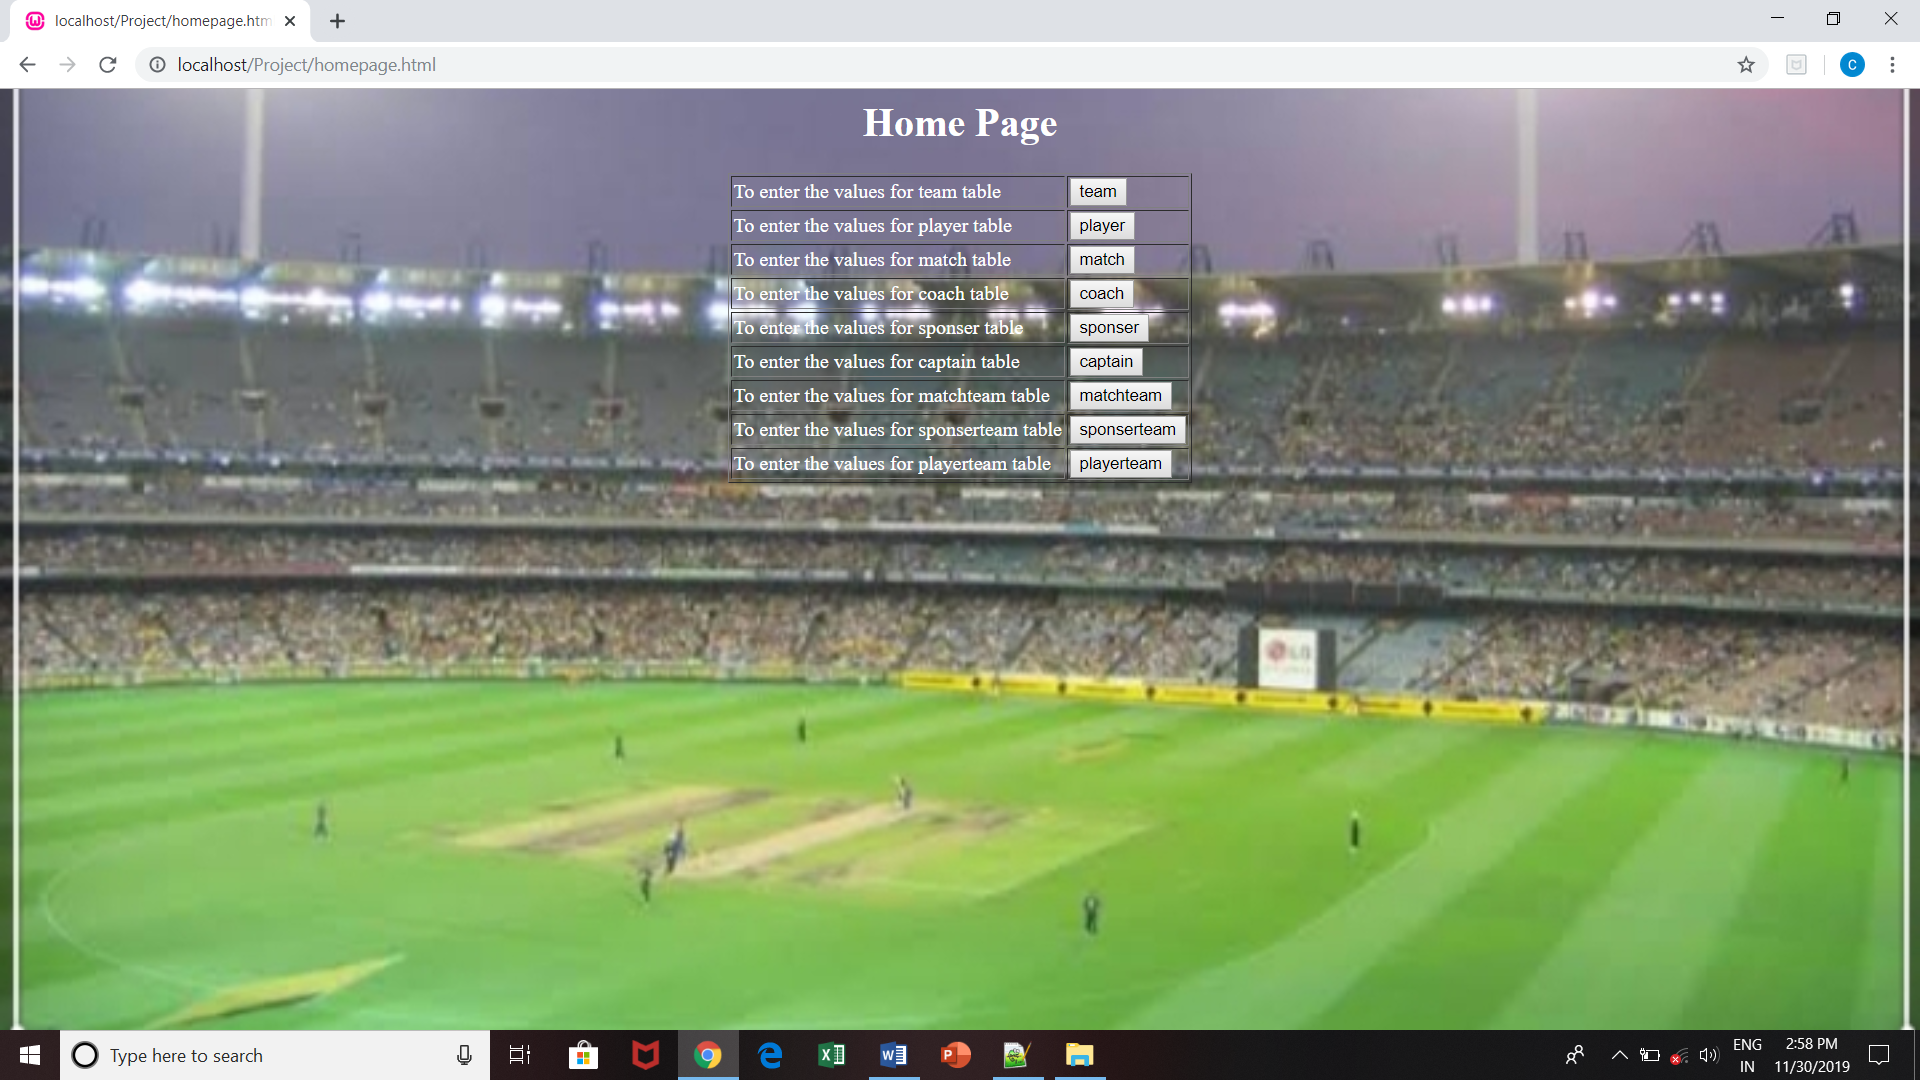 localhost/Project/homepage.htm
localhost/Project/homepage.html
C
Home Page
To enter the values for team table team
To enter the values for player table player
To enter the values for match table match
To enter the values for coach table coach
To enter the values for sponser table sponser
To enter the values for captain table captain
To enter the values for matchteam table matchteam
To enter the values for sponserteam table sponserteam
To enter the values for playerteam table playerteam
LG
Type here to search
ENG
IN
2:58 PM
11/30/2019